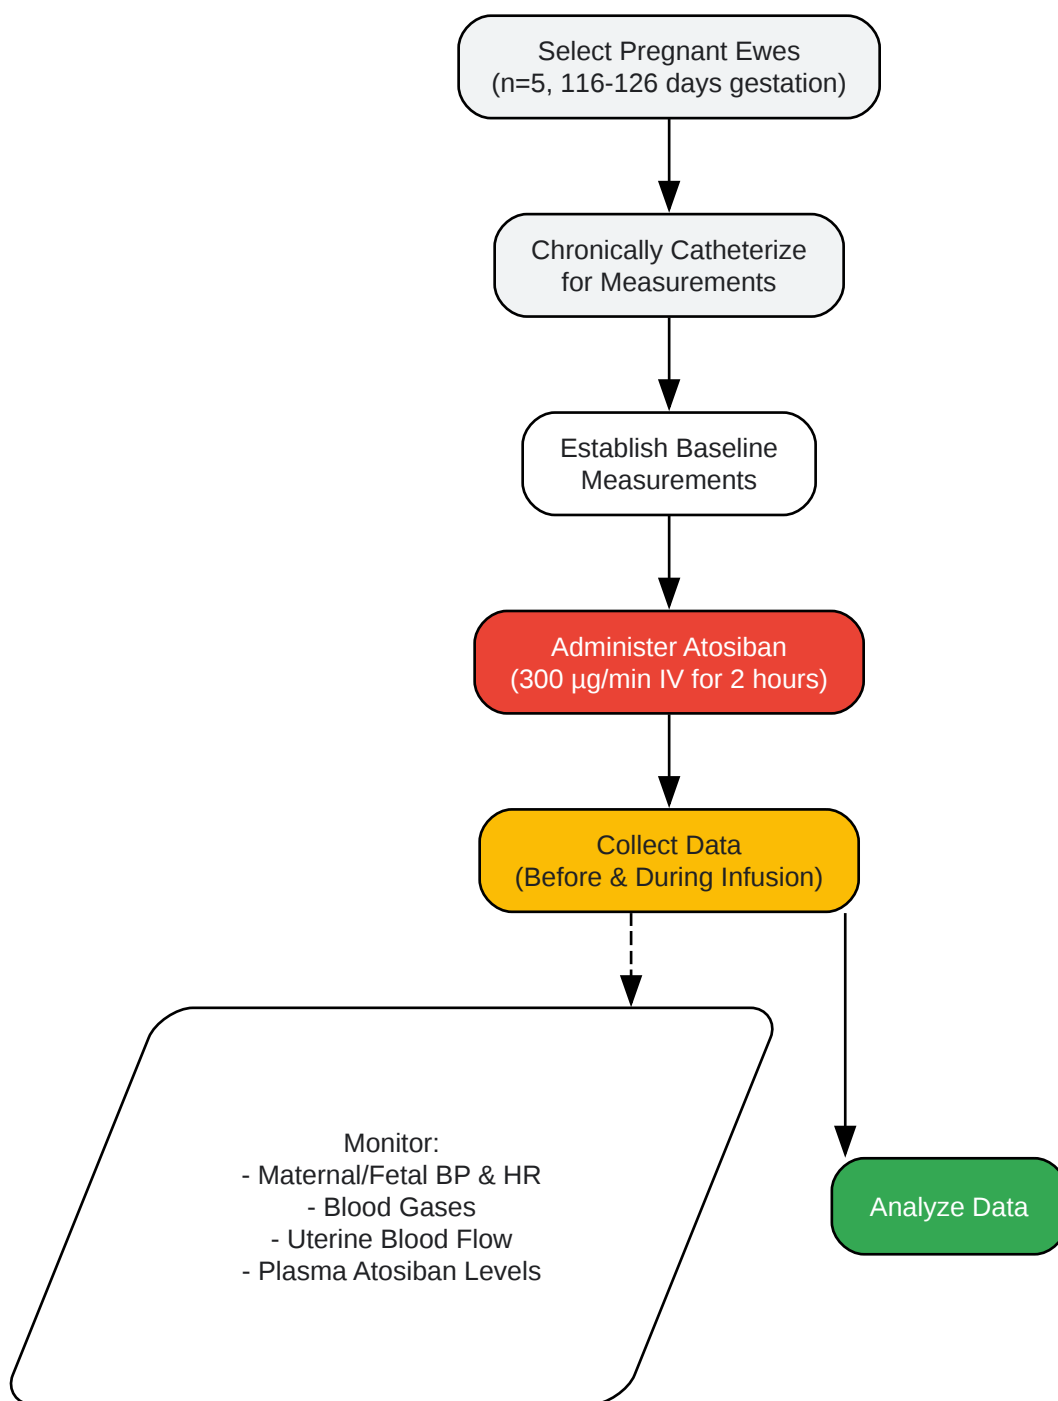 Select Pregnant Ewes
(n=5, 116-126 days gestation)
Chronically Catheterize
for Measurements
Establish Baseline
Measurements
Administer Atosiban
(300 µg/min IV for 2 hours)
Collect Data
(Before & During Infusion)
Monitor:
- Maternal/Fetal BP & HR
- Blood Gases
- Uterine Blood Flow
- Plasma Atosiban Levels
Analyze Data